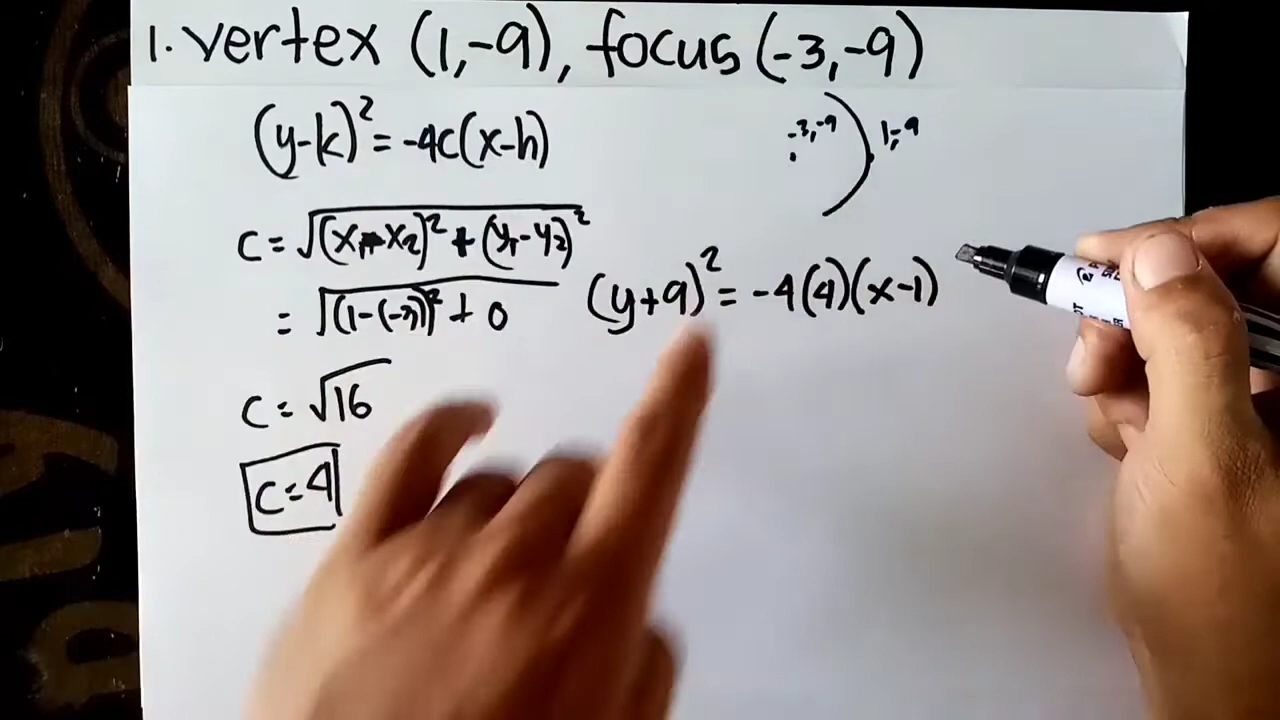 1. vertex (1,-9), focus (-3,-9)
(y-k)² = -4c(x-h)
-3,-9 1,-9
c = √(x₁-x₂)² + (y₁-y₂)²
= √(1-(-3))² + 0
(y+9)² = -4(4)(x-1)
c = √16
c = 4